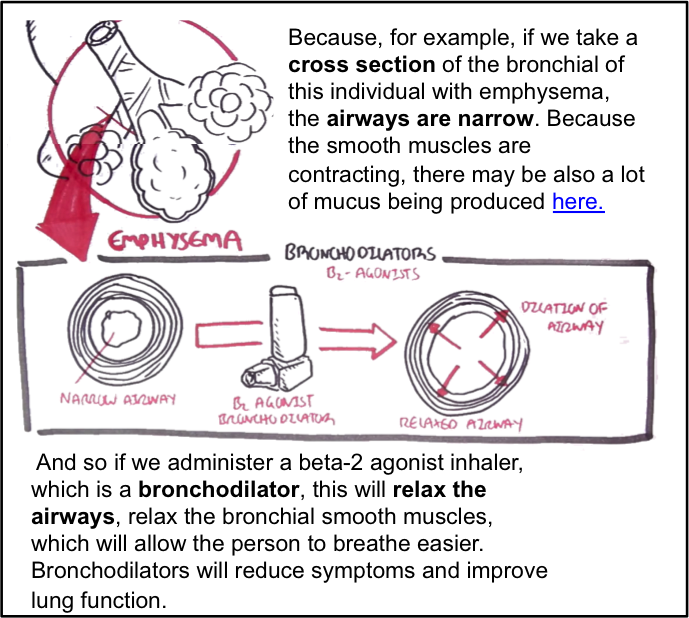 Because, for example, if we take a
cross section of the bronchial of
this individual with emphysema,
the airways are narrow. Because
the smooth muscles are
contracting, there may be also a lot
of mucus being produced here.
EMPHYSEMA
BRONCHODILATORS
B2-AGONISTS
DILATION OF
AIRWAY
NARROW AIRWAY
B2 AGONIST
BRONCHODILATOR
RELAXED AIRWAY
And so if we administer a beta-2 agonist inhaler,
which is a bronchodilator, this will relax the
airways, relax the bronchial smooth muscles,
which will allow the person to breathe easier.
Bronchodilators will reduce symptoms and improve
lung function.